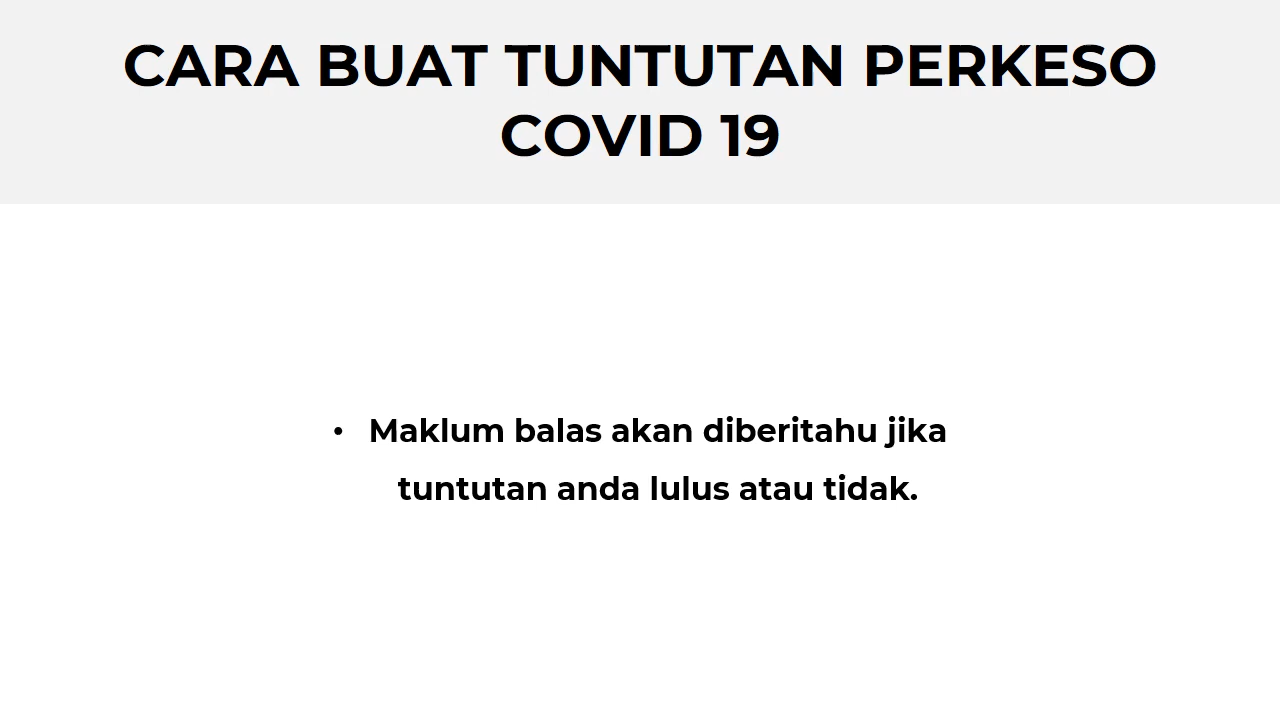 CARA BUAT TUNTUTAN PERKESO
COVID 19
• Maklum balas akan diberitahu jika
tuntutan anda lulus atau tidak.